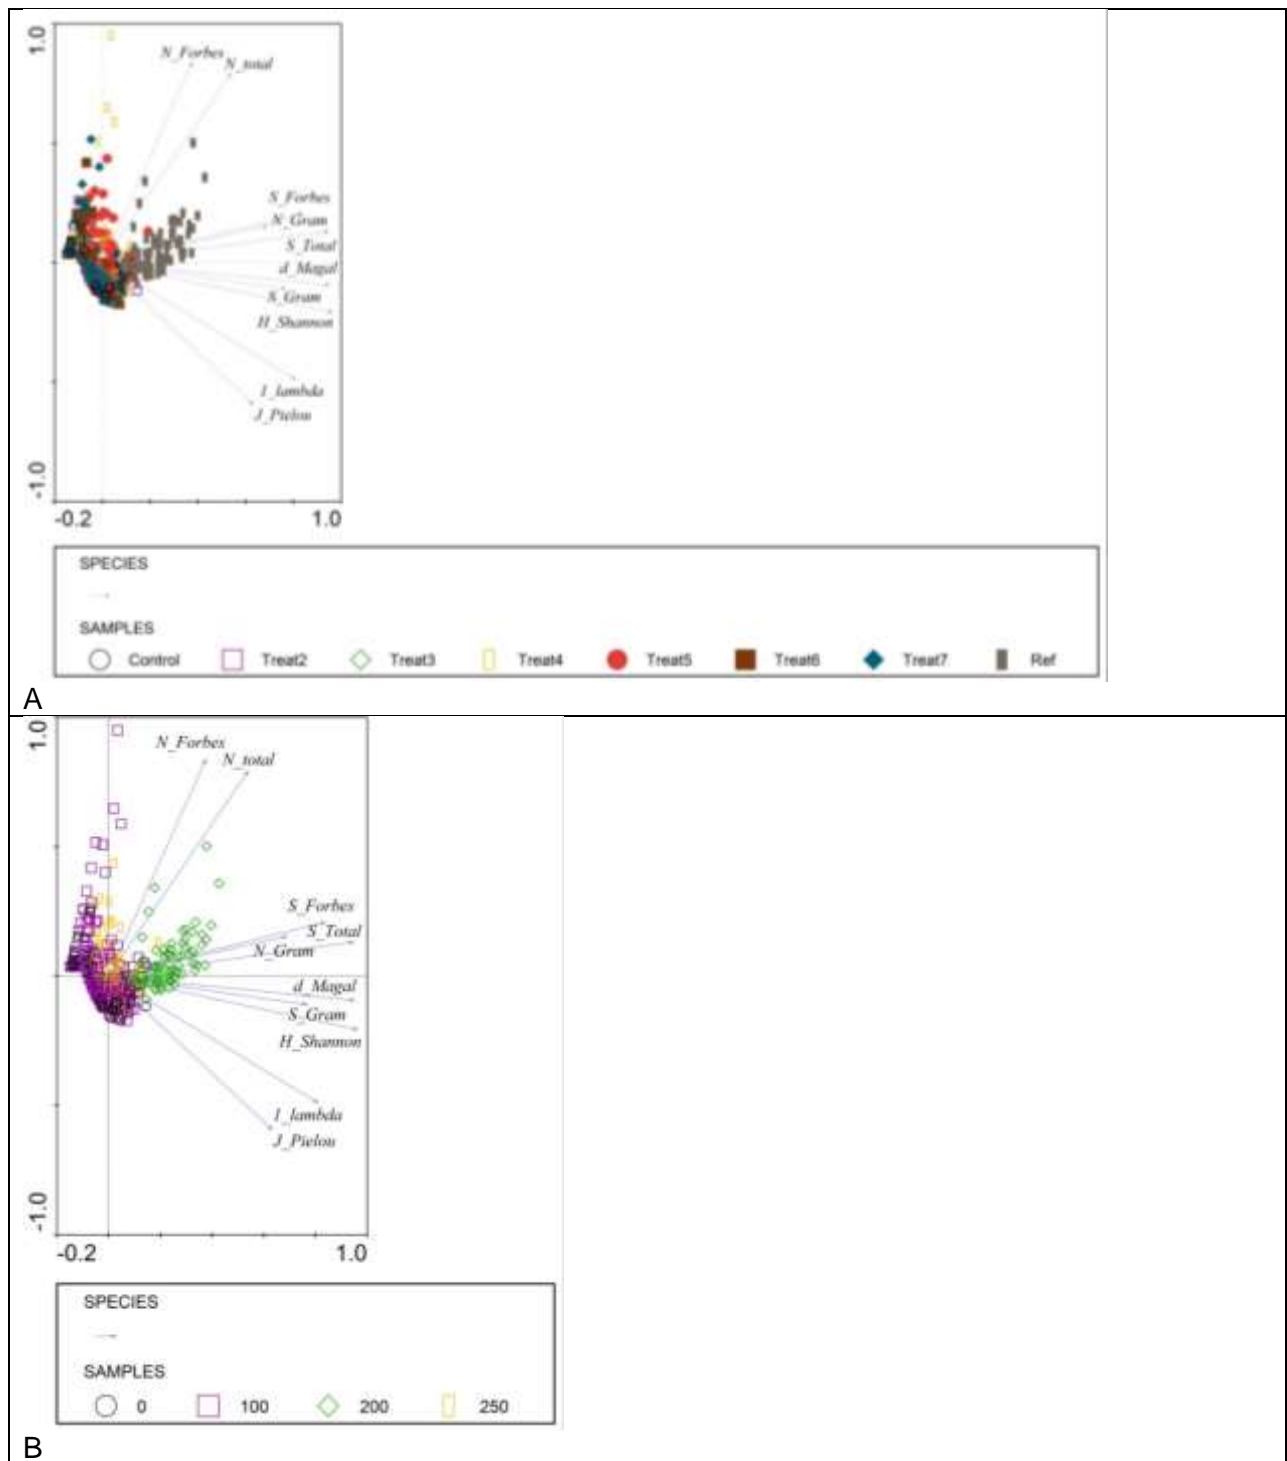 1.0
N_Forbes
N_total
S_Forbes
N_Gram
S_Total
d_Magal
S_Gram
H_Shannon
I_lambda
J_Pielou
-1.0
-0.2 1.0
SPECIES
SAMPLES
Control Treat2 Treat3 Treat4 Treat5 Treat6 Treat7 Ref
A
1.0
N_Forbes
N_total
S_Forbes
S_Total
N_Gram
d_Magal
S_Gram
H_Shannon
I_lambda
J_Pielou
-1.0
-0.2 1.0
SPECIES
SAMPLES
0 100 200 250
B